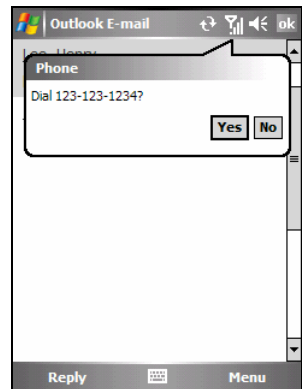 Outlook E-mail ok
Phone
Dial 123-123-1234?
Yes No
Reply Menu